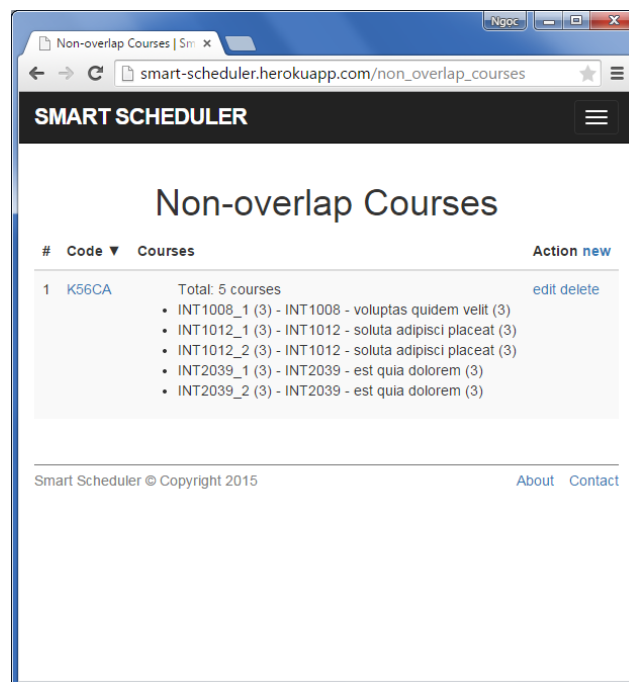 Ngoc
Non-overlap Courses | Sm
smart-scheduler.herokuapp.com/non_overlap_courses
SMART SCHEDULER
Non-overlap Courses
# Code ▼ Courses Action new
1 K56CA Total: 5 courses edit delete
• INT1008_1 (3) - INT1008 - voluptas quidem velit (3)
• INT1012_1 (3) - INT1012 - soluta adipisci placeat (3)
• INT1012_2 (3) - INT1012 - soluta adipisci placeat (3)
• INT2039_1 (3) - INT2039 - est quia dolorem (3)
• INT2039_2 (3) - INT2039 - est quia dolorem (3)
Smart Scheduler © Copyright 2015 About Contact